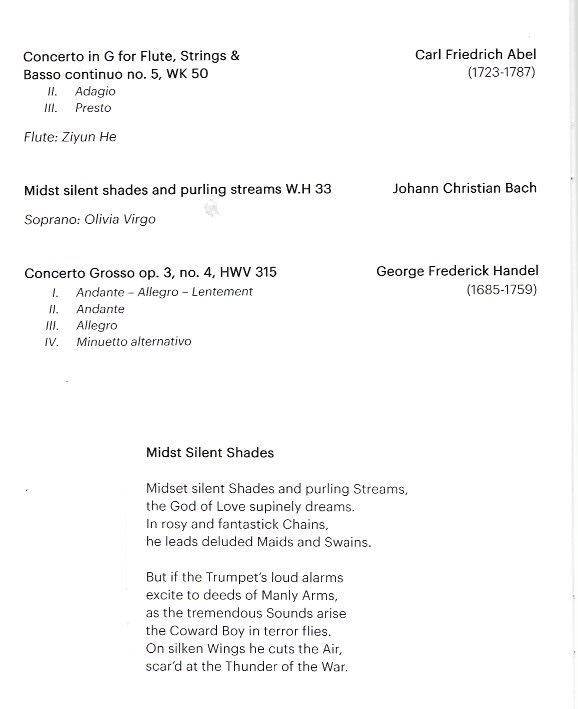 Concerto in G for Flute, Strings & Carl Friedrich Abel
Basso continuo no. 5, WK 50 (1723-1787)
II. Adagio
III. Presto
Flute: Ziyun He
Midst silent shades and purling streams W.H 33 Johann Christian Bach
Soprano: Olivia Virgo
Concerto Grosso op. 3, no. 4, HWV 315 George Frederick Handel
I. Andante – Allegro – Lentement (1685-1759)
II. Andante
III. Allegro
IV. Minuetto alternativo
Midst Silent Shades
Midset silent Shades and purling Streams,
the God of Love supinely dreams.
In rosy and fantastick Chains,
he leads deluded Maids and Swains.
But if the Trumpet's loud alarms
excite to deeds of Manly Arms,
as the tremendous Sounds arise
the Coward Boy in terror flies.
On silken Wings he cuts the Air,
scar'd at the Thunder of the War.